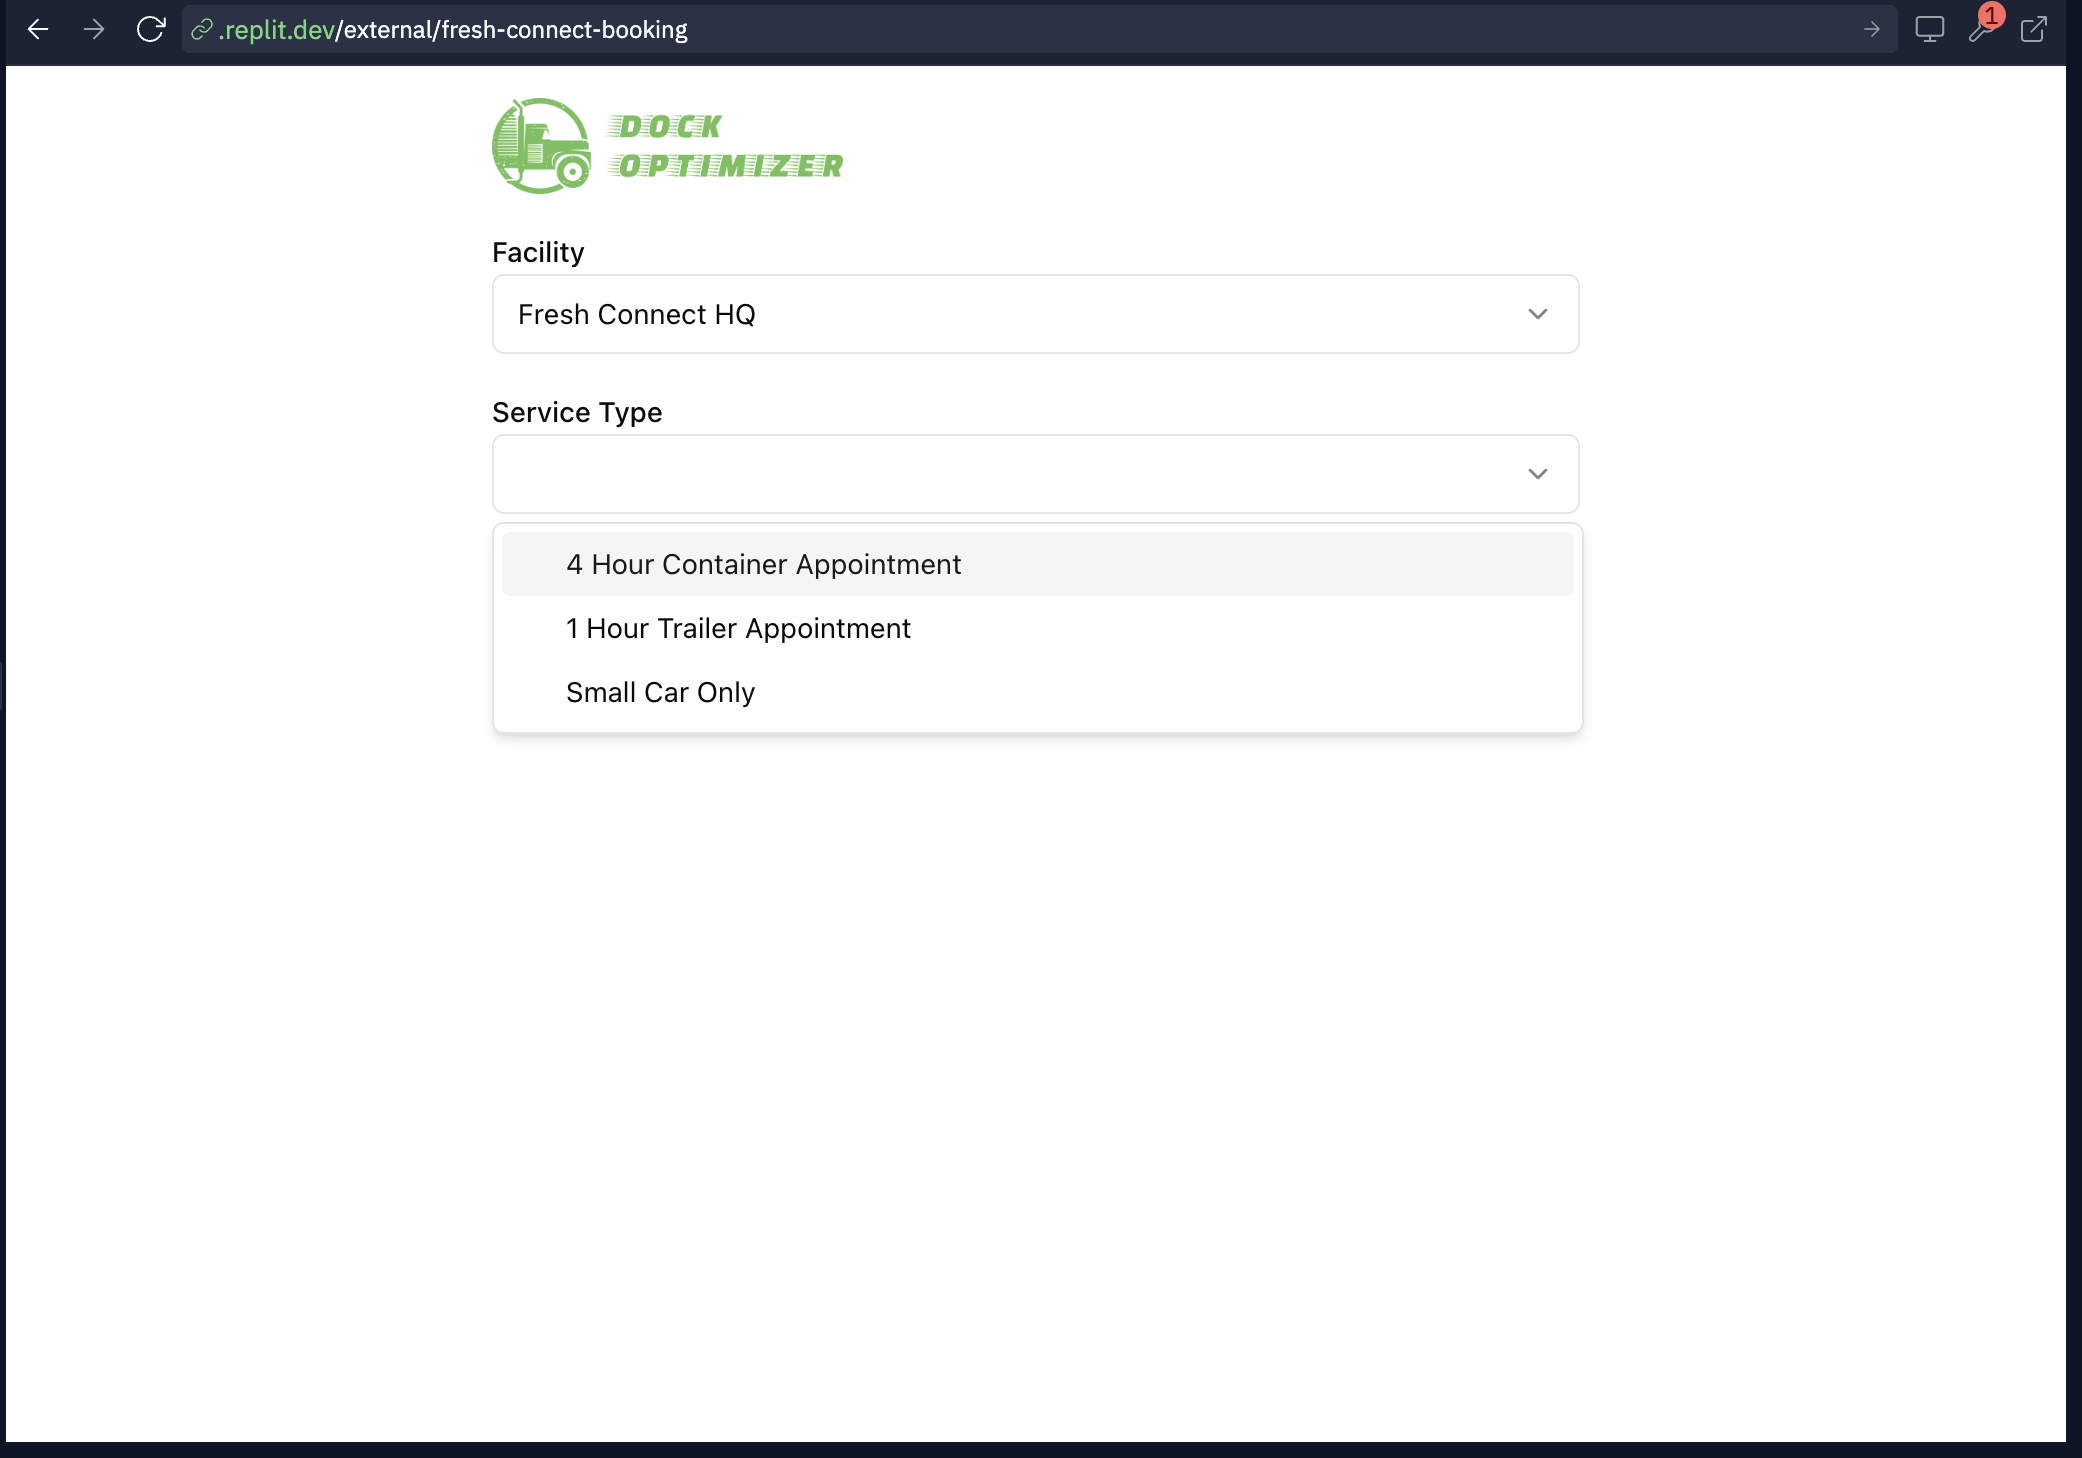 .replit.dev/external/fresh-connect-booking
1
DOCK
OPTIMIZER
Facility
Fresh Connect HQ
Service Type
4 Hour Container Appointment
1 Hour Trailer Appointment
Small Car Only